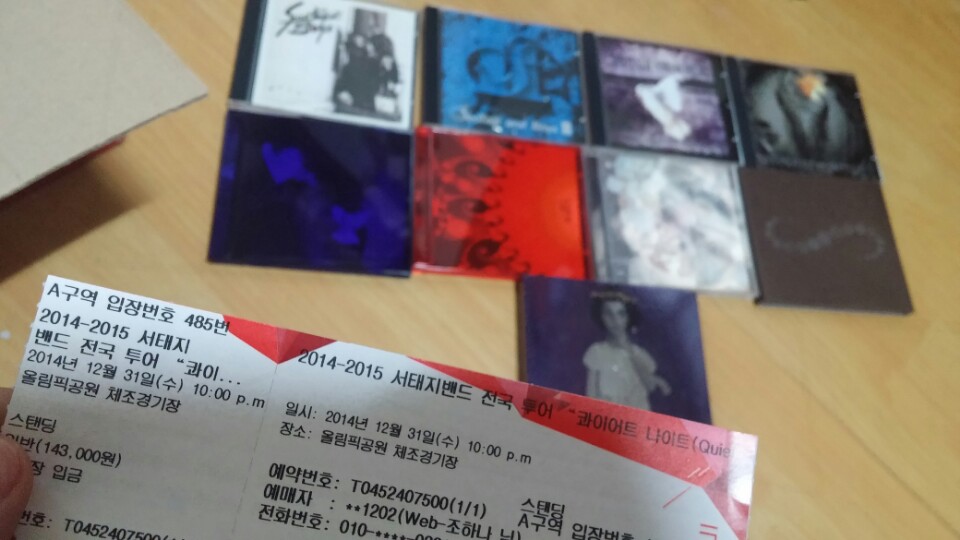 A구역 입장번호 485번
2014-2015 서태지
밴드 전국 투어 “콰이...
2014년 12월 31일(수) 10:00 p.m
올림픽공원 체조경기장
스탠딩
(143,000원)
입금
T0452407500
2014-2015 서태지밴드 전국 투어 “콰이어트 나이트(Quie
일시: 2014년 12월 31일(수) 10:00 p.m
장소: 올림픽공원 체조경기장
예약번호: T0452407500(1/1) 스탠딩
예매자 : **1202(Web-조하나 님) A구역 입장번호
전화번호: 010-****-